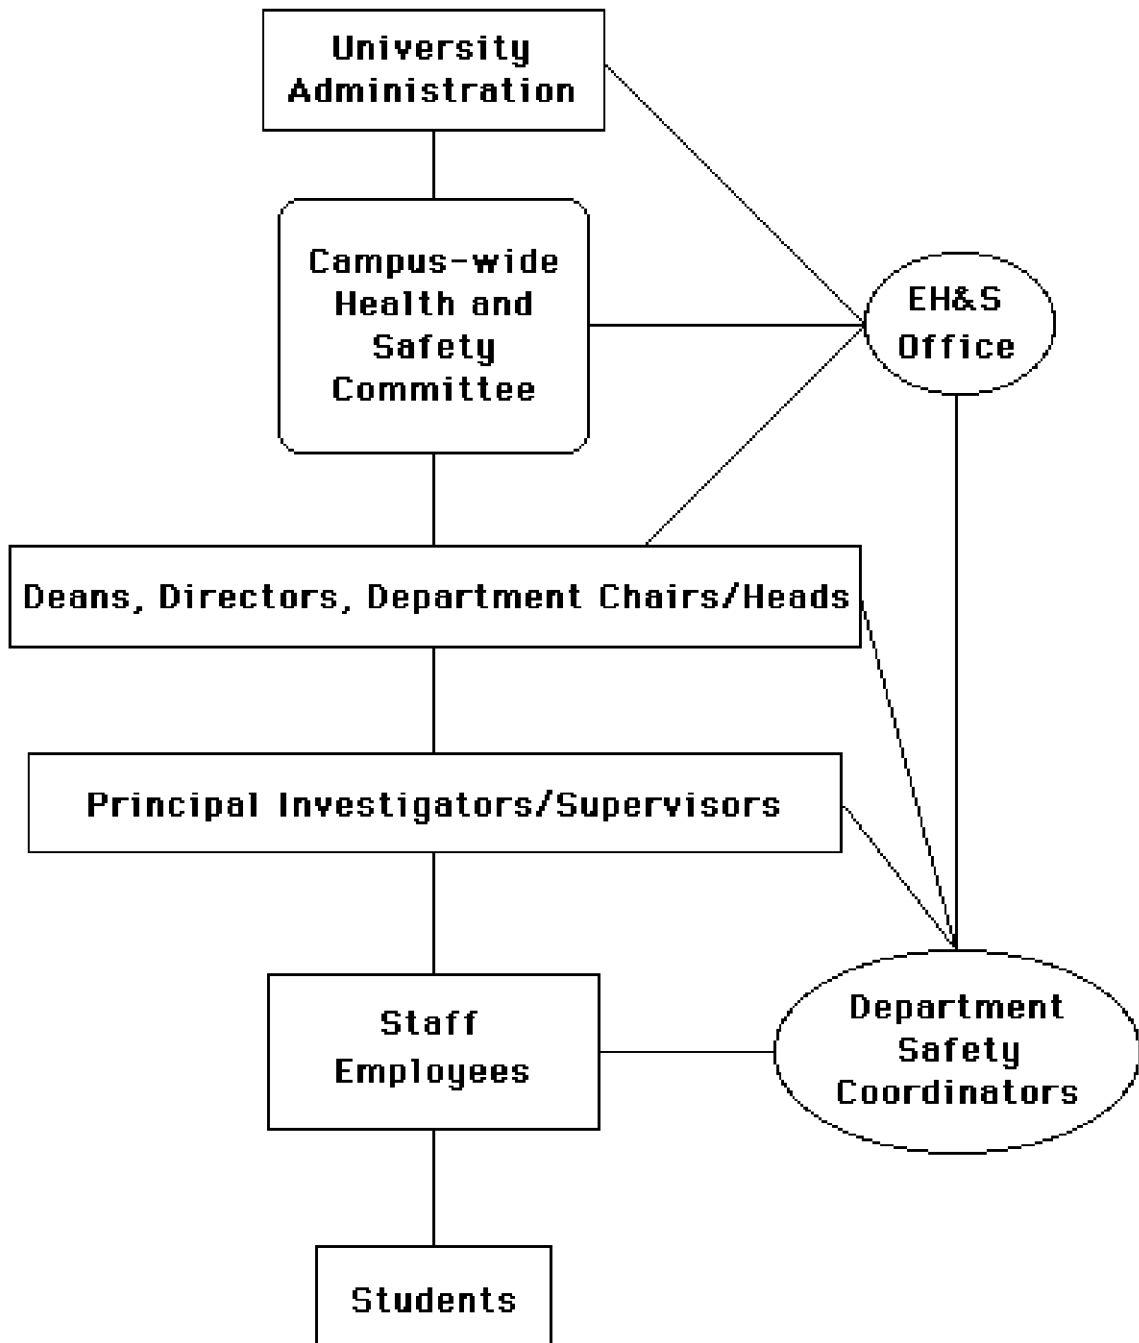 University
Administration
Campus-wide
Health and
Safety
Committee
EH&S
Office
Deans, Directors, Department Chairs/Heads
Principal Investigators/Supervisors
Staff
Employees
Department
Safety
Coordinators
Students